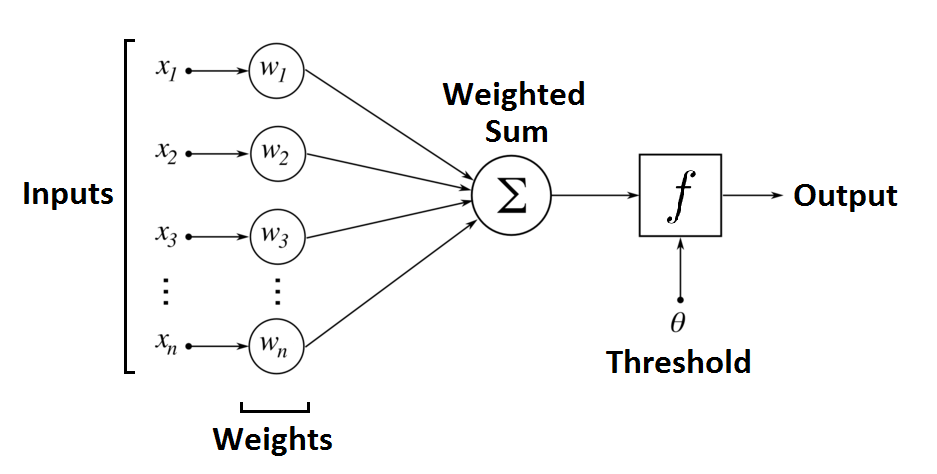 Inputs
x1
w1
x2
w2
x3
w3
⋮
⋮
xn
wn
Weights
Weighted
Sum
Σ
f
θ
Threshold
Output